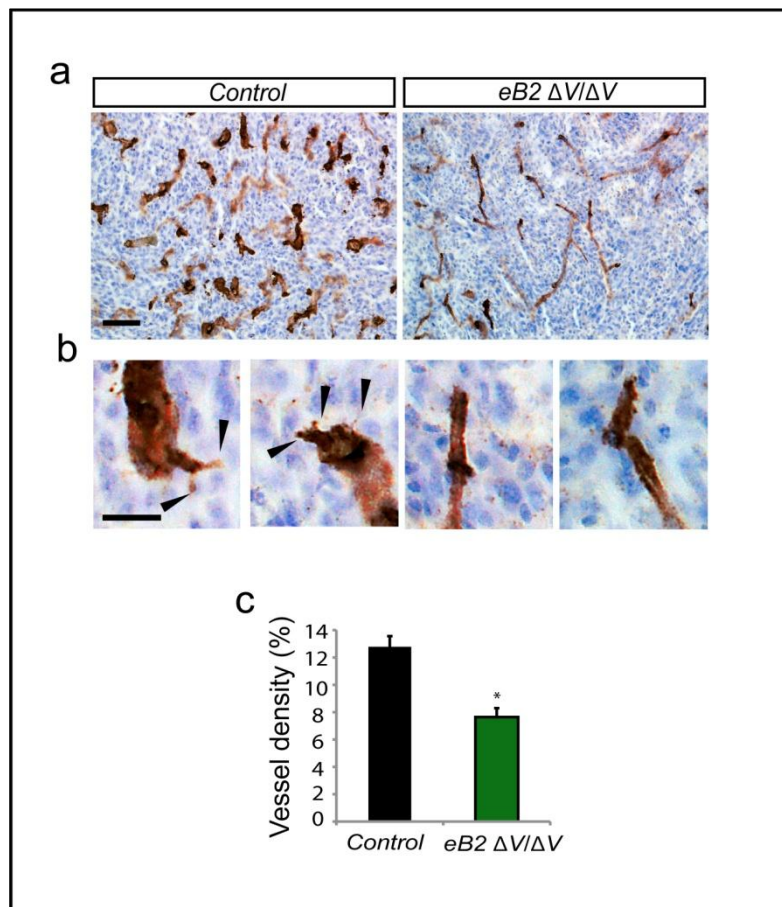 a
Control
eB2 ΔV/ΔV
b
c
Vessel density (%)
14
12
10
8
6
4
2
0
*
Control
eB2 ΔV/ΔV